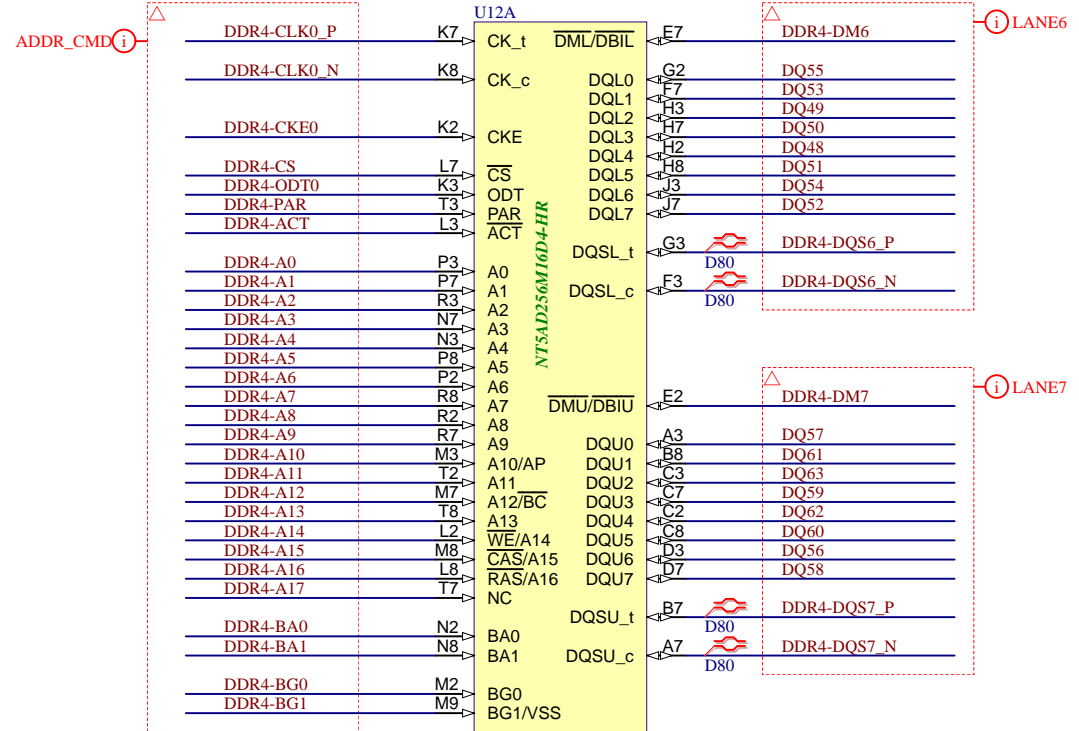 U12A
ADDR_CMD i
i LANE6
DDR4-CLK0_P K7 CK_t DML/DBIL E7 DDR4-DM6
DDR4-CLK0_N K8 CK_c DQL0 G2 DQ55
DQL1 F7 DQ53
DQL2 H3 DQ49
DDR4-CKE0 K2 CKE DQL3 H7 DQ50
DQL4 H2 DQ48
DDR4-CS L7 CS DQL5 H8 DQ51
DDR4-ODT0 K3 ODT DQL6 J3 DQ54
DDR4-PAR T3 PAR DQL7 J7 DQ52
DDR4-ACT L3 ACT
DQSL_t G3 D80 DDR4-DQS6_P
DDR4-A0 P3 A0
DDR4-A1 P7 A1 DQSL_c F3 D80 DDR4-DQS6_N
DDR4-A2 R3 A2
DDR4-A3 N7 A3
NT5AD256M16D4-HR
DDR4-A4 N3 A4
DDR4-A5 P8 A5
DDR4-A6 P2 A6
i LANE7
DDR4-A7 R8 A7 DMU/DBIU E2 DDR4-DM7
DDR4-A8 R2 A8
DDR4-A9 R7 A9 DQU0 A3 DQ57
DDR4-A10 M3 A10/AP DQU1 B8 DQ61
DDR4-A11 T2 A11 DQU2 C3 DQ63
DDR4-A12 M7 A12/BC DQU3 C7 DQ59
DDR4-A13 T8 A13 DQU4 C2 DQ62
DDR4-A14 L2 WE/A14 DQU5 C8 DQ60
DDR4-A15 M8 CAS/A15 DQU6 D3 DQ56
DDR4-A16 L8 RAS/A16 DQU7 D7 DQ58
DDR4-A17 T7 NC
DQSU_t B7 D80 DDR4-DQS7_P
DDR4-BA0 N2 BA0
DDR4-BA1 N8 BA1 DQSU_c A7 D80 DDR4-DQS7_N
DDR4-BG0 M2 BG0
DDR4-BG1 M9 BG1/VSS